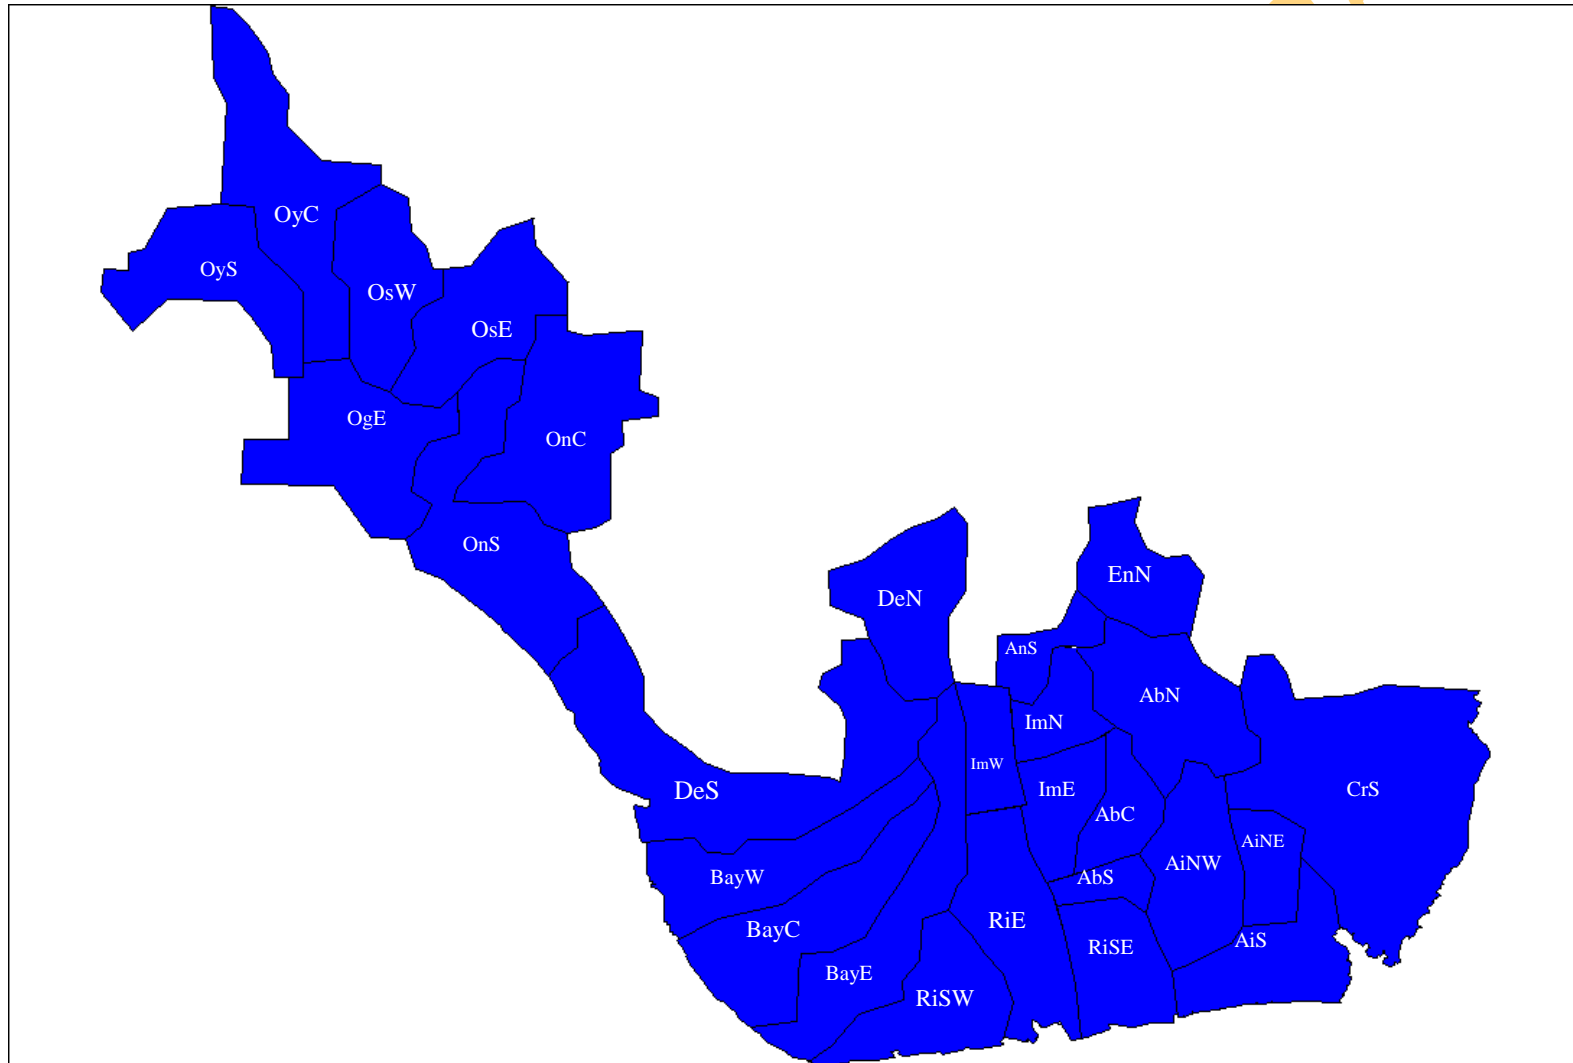 OyC
OyS
OsW
OsE
OgE
OnC
OnS
EnN
DeN
AnS
AbN
ImN
ImW
DeS
ImE
CrS
AbC
AiNE
AiNW
BayW
AbS
RiE
BayC
AiS
RiSE
BayE
RiSW